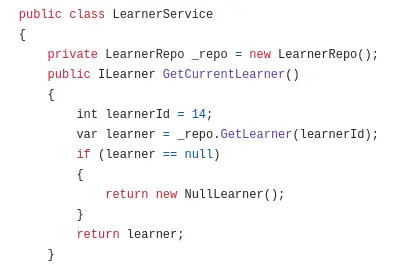 public class LearnerService
{
    private LearnerRepo _repo = new LearnerRepo();
    public ILearner GetCurrentLearner()
    {
        int learnerId = 14;
        var learner = _repo.GetLearner(learnerId);
        if (learner == null)
        {
            return new NullLearner();
        }
        return learner;
    }